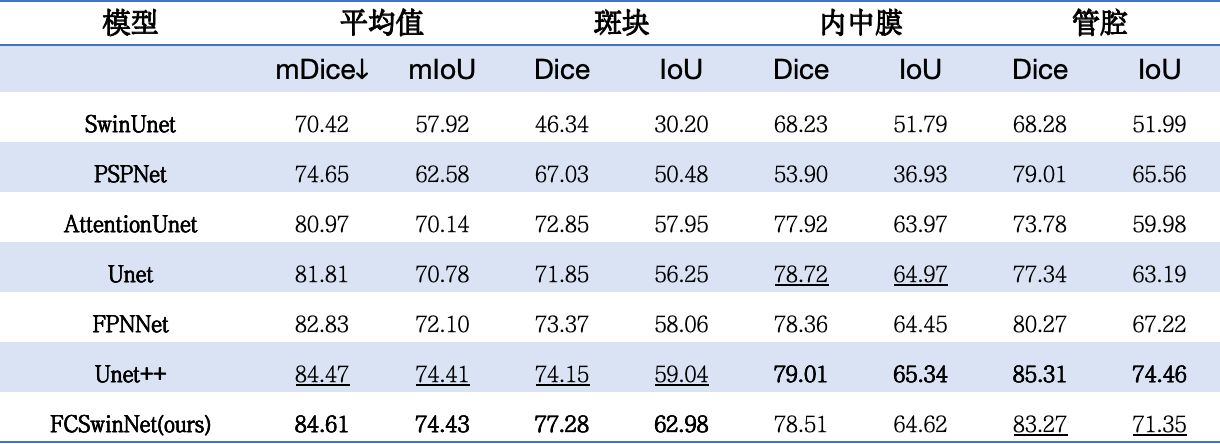 模型 平均值 斑块 内中膜 管腔
mDice↓ mIoU Dice IoU Dice IoU Dice IoU
SwinUnet 70.42 57.92 46.34 30.20 68.23 51.79 68.28 51.99
PSPNet 74.65 62.58 67.03 50.48 53.90 36.93 79.01 65.56
AttentionUnet 80.97 70.14 72.85 57.95 77.92 63.97 73.78 59.98
Unet 81.81 70.78 71.85 56.25 78.72 64.97 77.34 63.19
FPNNet 82.83 72.10 73.37 58.06 78.36 64.45 80.27 67.22
Unet++ 84.47 74.41 74.15 59.04 79.01 65.34 85.31 74.46
FCSwinNet(ours) 84.61 74.43 77.28 62.98 78.51 64.62 83.27 71.35